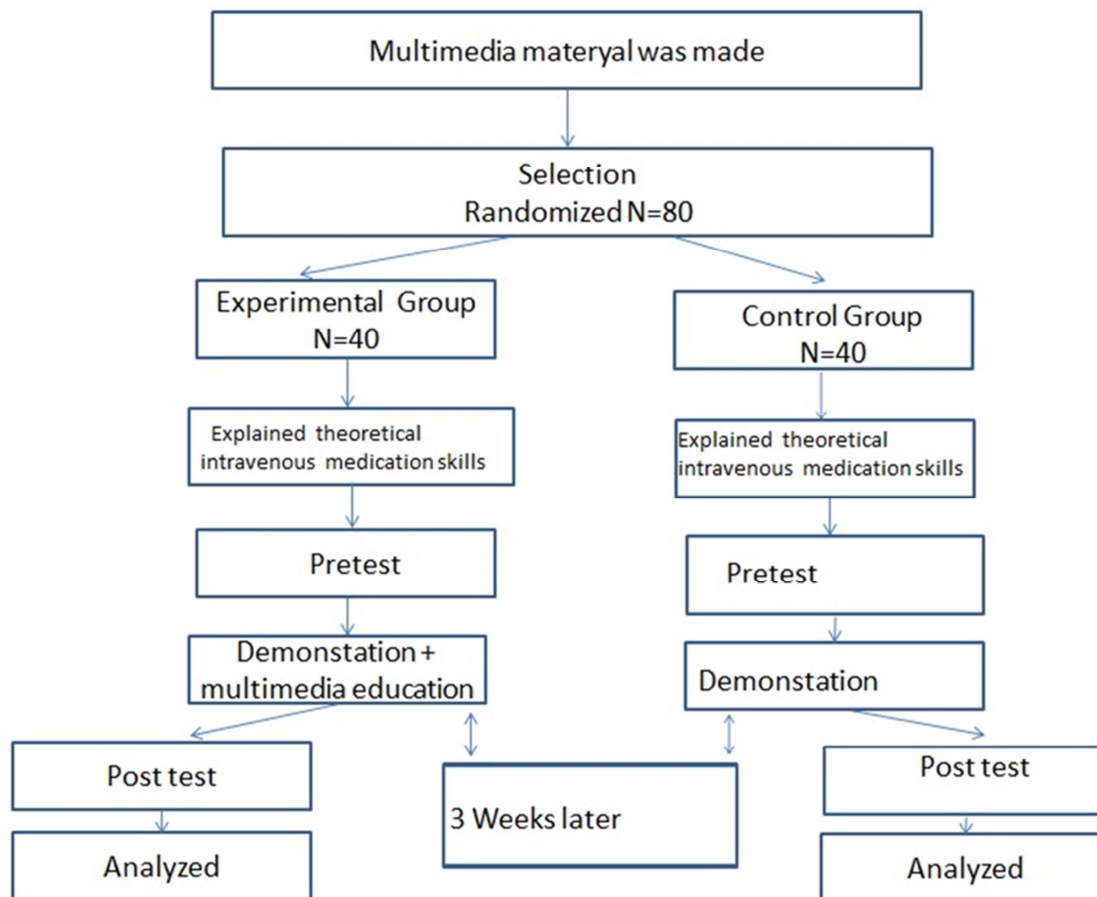 Multimedia materyal was made
Selection
Randomized N=80
Experimental Group
N=40
Control Group
N=40
Explained theoretical
intravenous medication skills
Explained theoretical
intravenous medication skills
Pretest
Pretest
Demonstation +
multimedia education
Demonstation
Post test
3 Weeks later
Post test
Analyzed
Analyzed